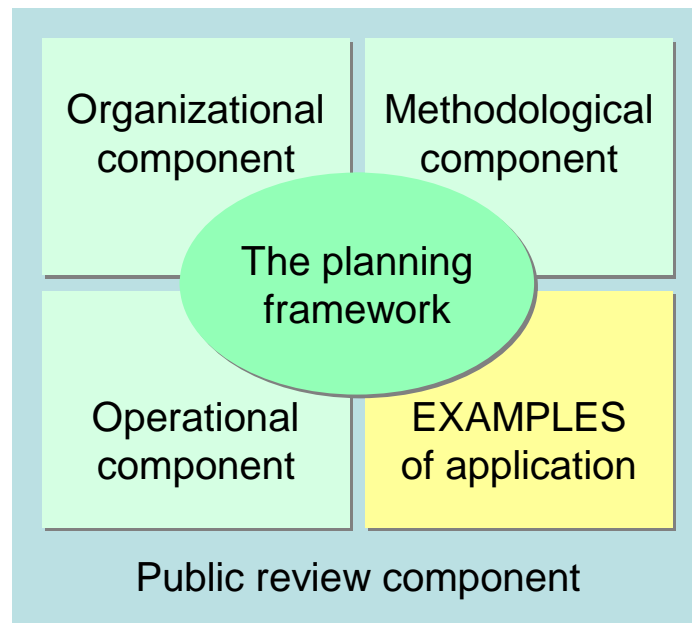 Organizational
component
Methodological
component
The planning
framework
Operational
component
EXAMPLES
of application
Public review component